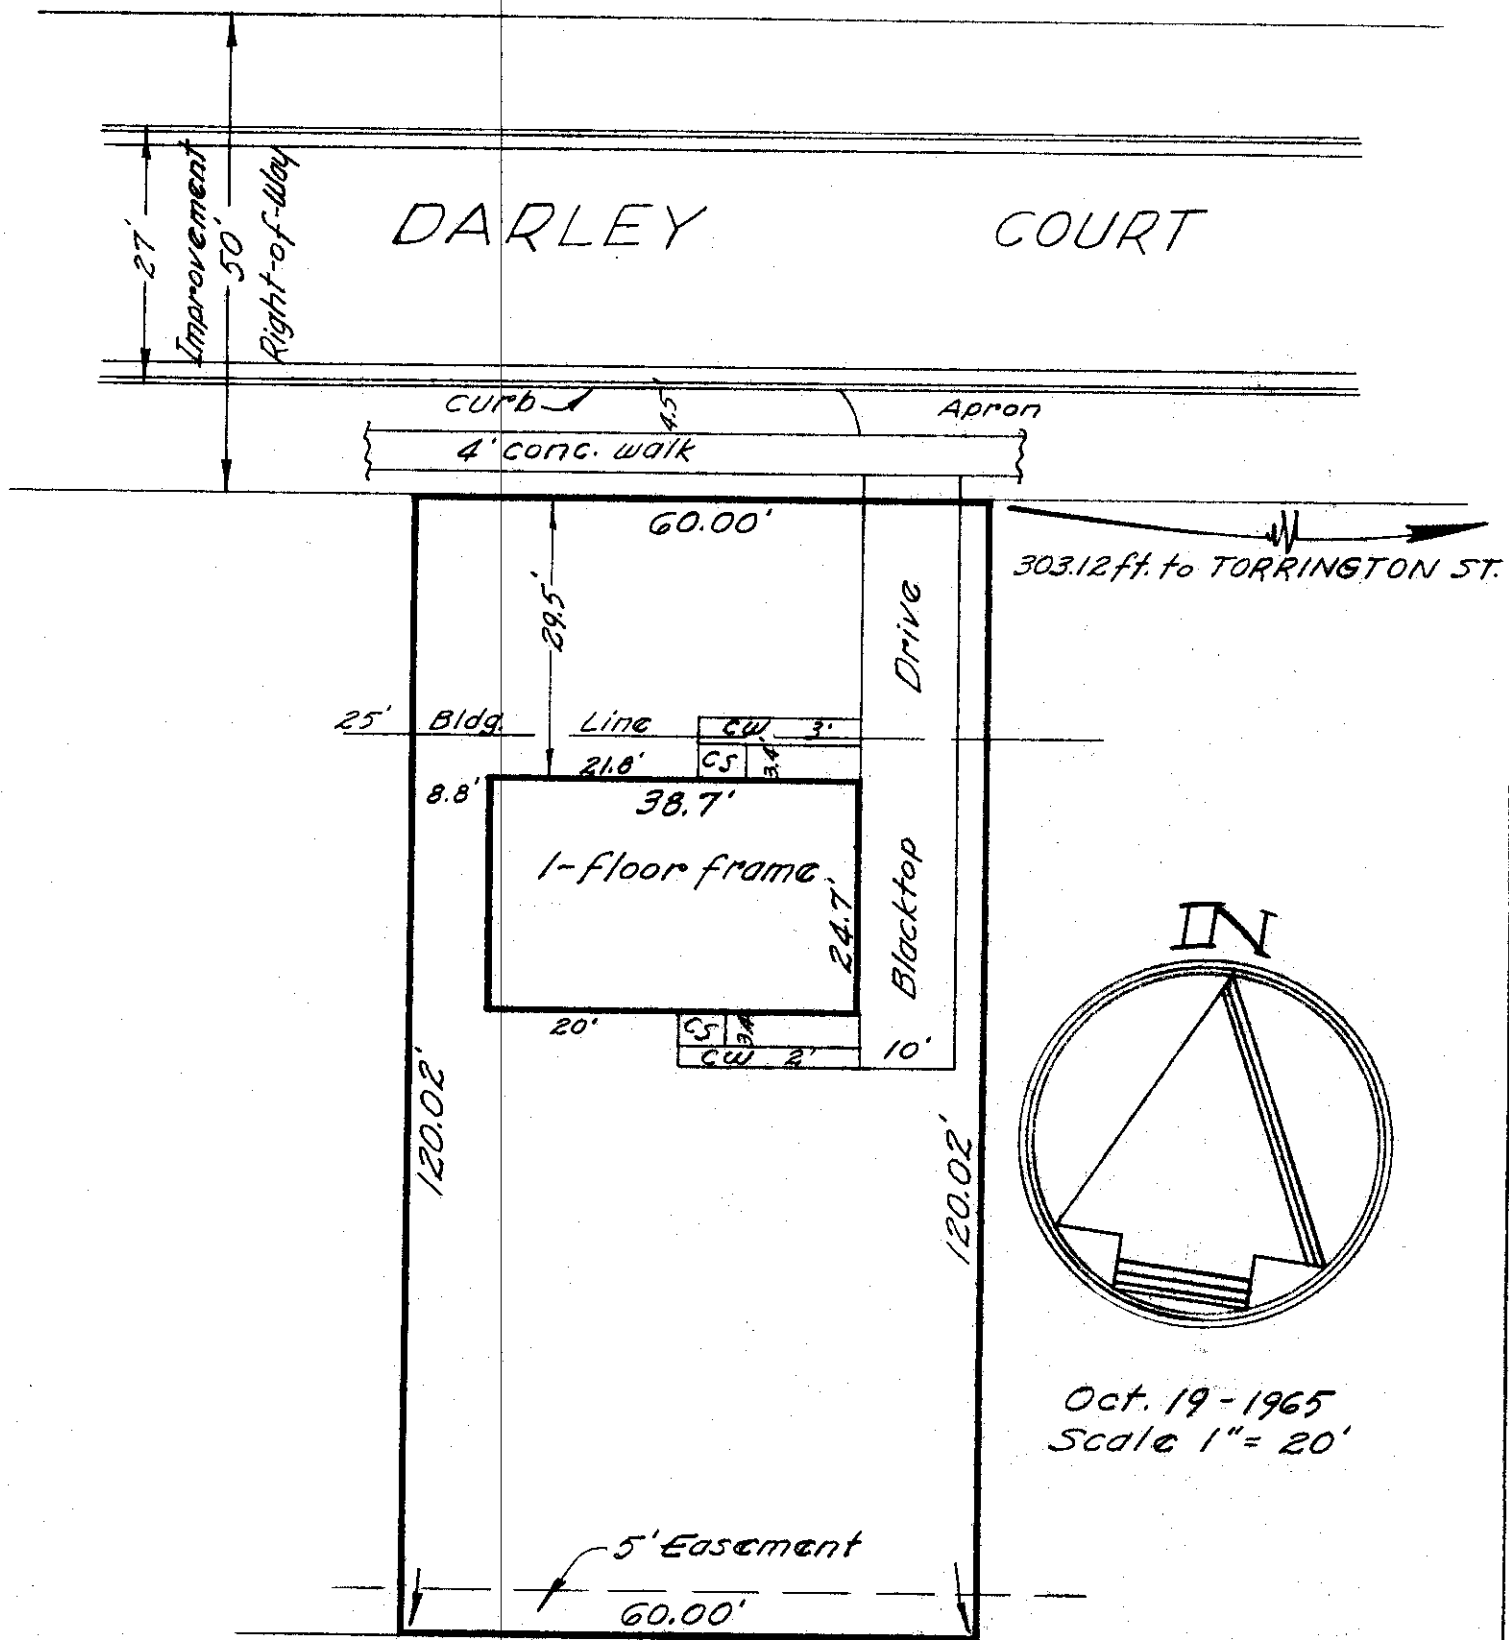 DARLEY COURT
27'
Improvement
50'
Right-of-Way
curb
4.5'
Apron
4' conc. walk
60.00'
303.12 ft. to TORRINGTON ST.
29.5'
Drive
25' Bldg. Line
CW 3'
21.8'
CS
3.4'
8.8'
38.7'
1-floor frame
24.7'
Blacktop
20'
CS
3.4'
CW 2'
10'
N
120.02'
120.02'
Oct. 19-1965
Scale 1"= 20'
5' Easement
60.00'